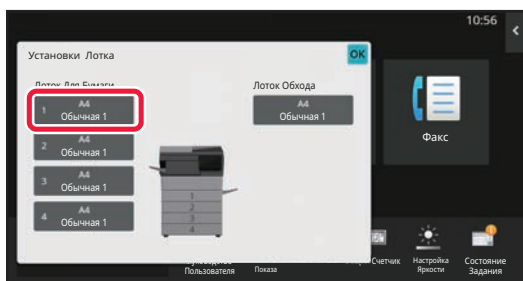 10:56
Установки Лотка
OK
Лоток Для Бумаги
Лоток Обхода
1 A4
Обычная 1
A4
Обычная 1
2 A4
Обычная 1
3 A4
Обычная 1
4 A4
Обычная 1
1
2
3
4
Факс
Пользователя
Показа
Счетчик
Настройка
Яркости
Состояние
Задания